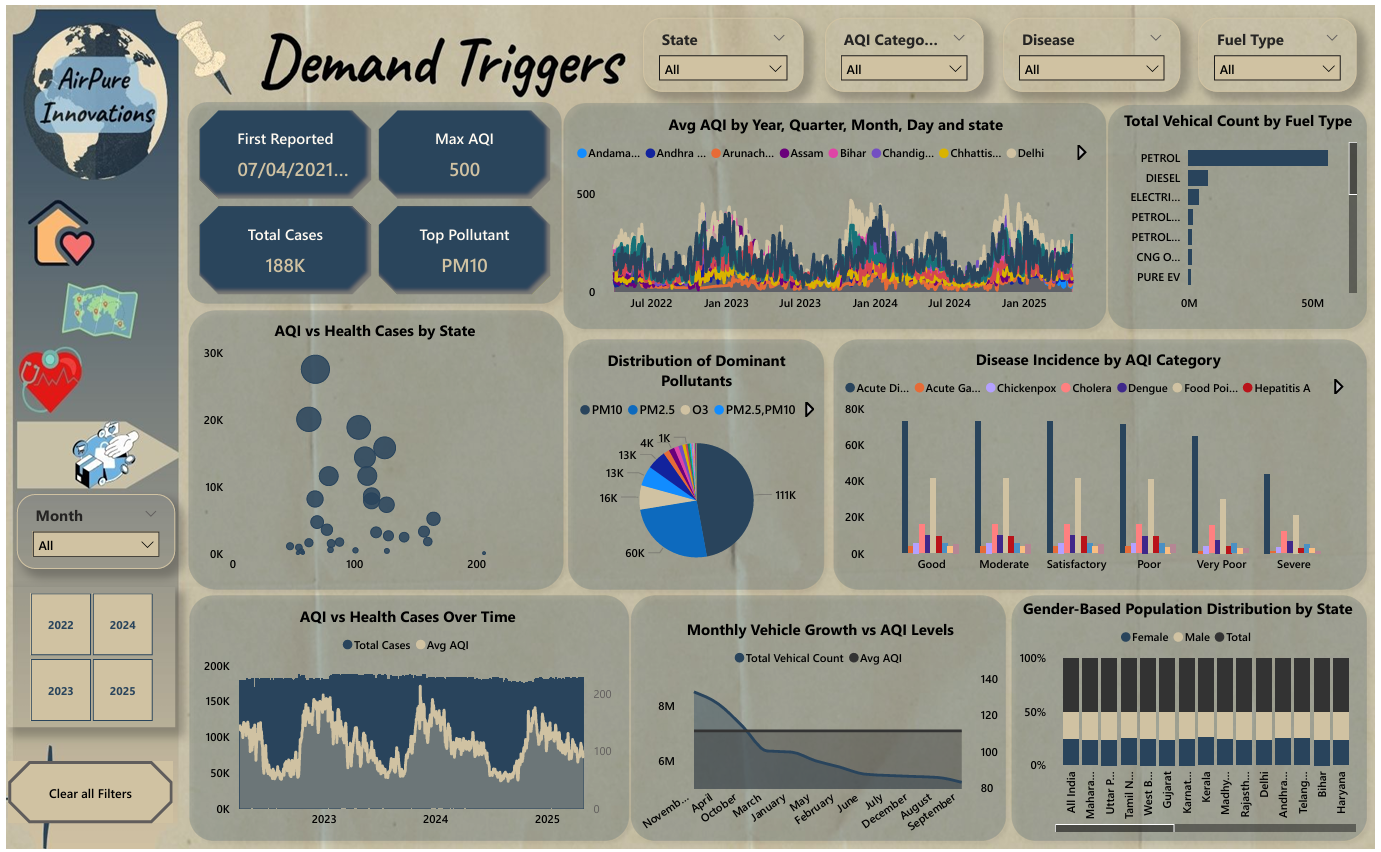 AirPure
Innovations
Demand Triggers
State
All
AQI Catego...
All
Disease
All
Fuel Type
All
First Reported
07/04/2021...
Max AQI
500
Total Cases
188K
Top Pollutant
PM10
Avg AQI by Year, Quarter, Month, Day and state
Andama... Andhra ... Arunach... Assam Bihar Chandig... Chhattis... Delhi
500
0
Jul 2022 Jan 2023 Jul 2023 Jan 2024 Jul 2024 Jan 2025
Total Vehical Count by Fuel Type
PETROL
DIESEL
ELECTRI...
PETROL...
PETROL...
CNG O...
PURE EV
0M 50M
AQI vs Health Cases by State
30K
20K
10K
0K
0 100 200
Distribution of Dominant
Pollutants
PM10 PM2.5 O3 PM2.5,PM10
1K
4K
13K
13K
16K
111K
60K
Disease Incidence by AQI Category
Acute Di... Acute Ga... Chickenpox Cholera Dengue Food Poi... Hepatitis A
80K
60K
40K
20K
0K
Good Moderate Satisfactory Poor Very Poor Severe
Month
All
2022 2024
2023 2025
Clear all Filters
AQI vs Health Cases Over Time
Total Cases Avg AQI
200K
150K
100K
50K
0K
200
100
0
2023 2024 2025
Monthly Vehicle Growth vs AQI Levels
Total Vehical Count Avg AQI
8M
6M
140
120
100
80
Novemb... April October March January May February June July December August September
Gender-Based Population Distribution by State
Female Male Total
100%
50%
0%
All India Mahara... Uttar P... Tamil N... West B... Gujarat Karnat... Kerala Madhy... Rajasth... Delhi Andhra... Telang... Bihar Haryana